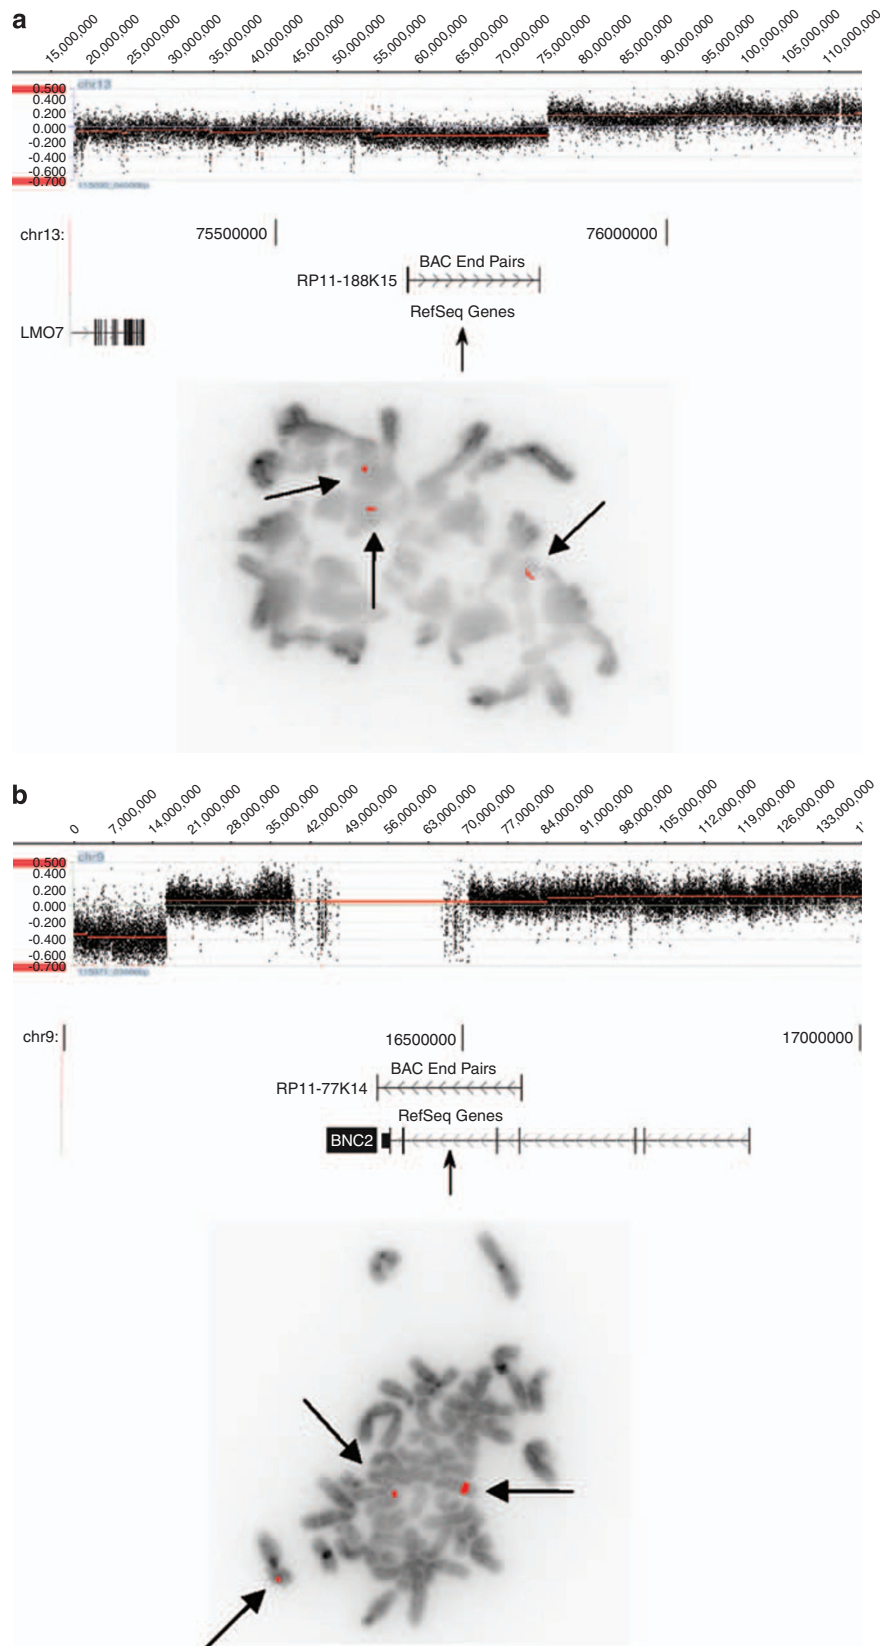 a
15,000,000 20,000,000 25,000,000 30,000,000 35,000,000 40,000,000 45,000,000 50,000,000 55,000,000 60,000,000 65,000,000 70,000,000 75,000,000 80,000,000 85,000,000 90,000,000 95,000,000 100,000,000 105,000,000 110,000,000
chr13
0.500
0.400
0.200
0.000
-0.200
-0.400
-0.600
-0.700
chr13: 75500000 76000000
BAC End Pairs
RP11-188K15
RefSeq Genes
LMO7
b
0 7,000,000 14,000,000 21,000,000 28,000,000 35,000,000 42,000,000 49,000,000 56,000,000 63,000,000 70,000,000 77,000,000 84,000,000 91,000,000 98,000,000 105,000,000 112,000,000 119,000,000 126,000,000 133,000,000
chr9
0.500
0.400
0.200
0.000
-0.200
-0.400
-0.600
-0.700
chr9: 16500000 17000000
BAC End Pairs
RP11-77K14
RefSeq Genes
BNC2